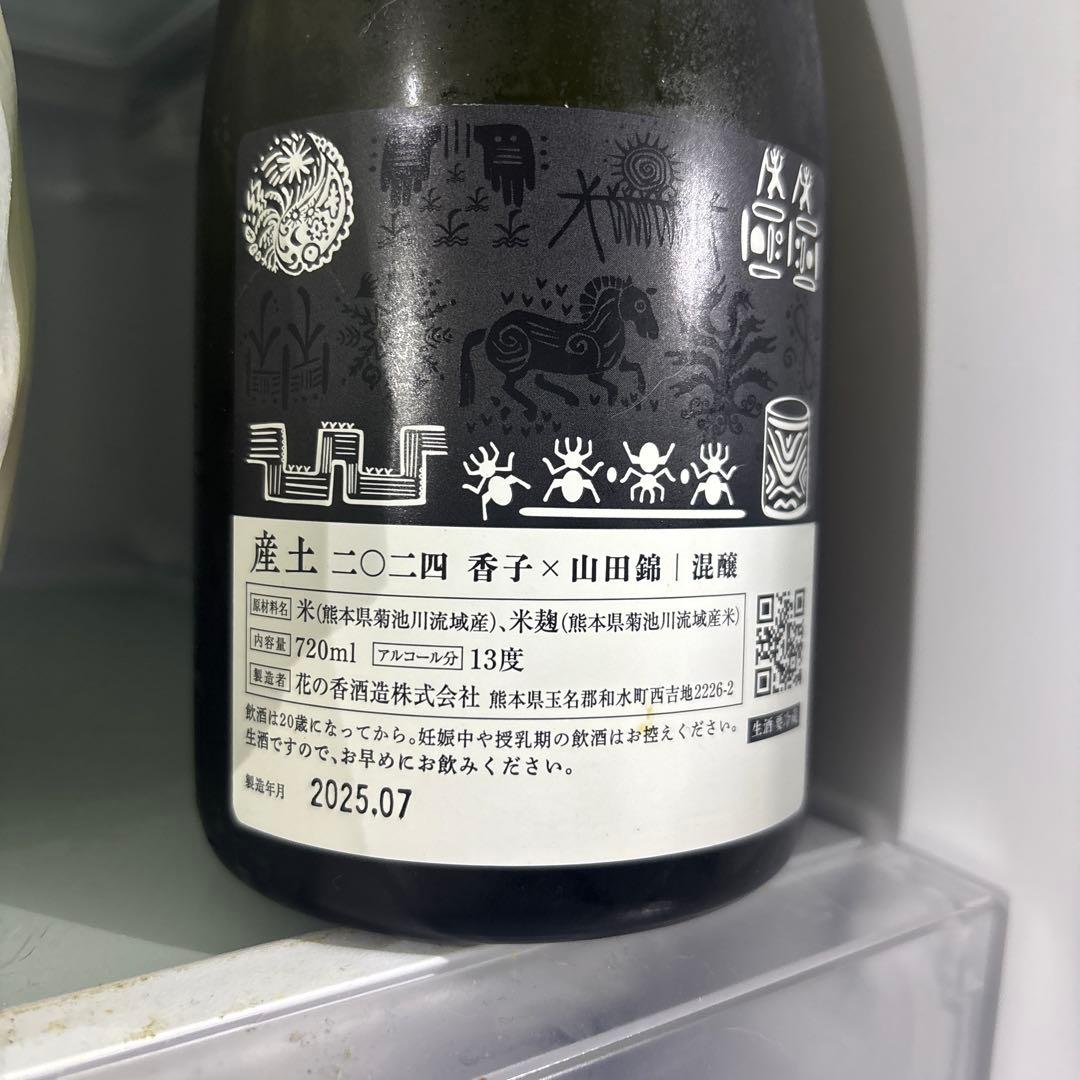 産土 二〇二四 香子×山田錦｜混醸
原材料名 米(熊本県菊池川流域産)、米麹(熊本県菊池川流域産米)
内容量 720ml アルコール分 13度
製造者 花の香酒造株式会社 熊本県玉名郡和水町西吉地2226-2
生酒 要冷蔵
飲酒は20歳になってから。妊娠中や授乳期の飲酒はお控えください。
生酒ですので、お早めにお飲みください。
製造年月 2025.07